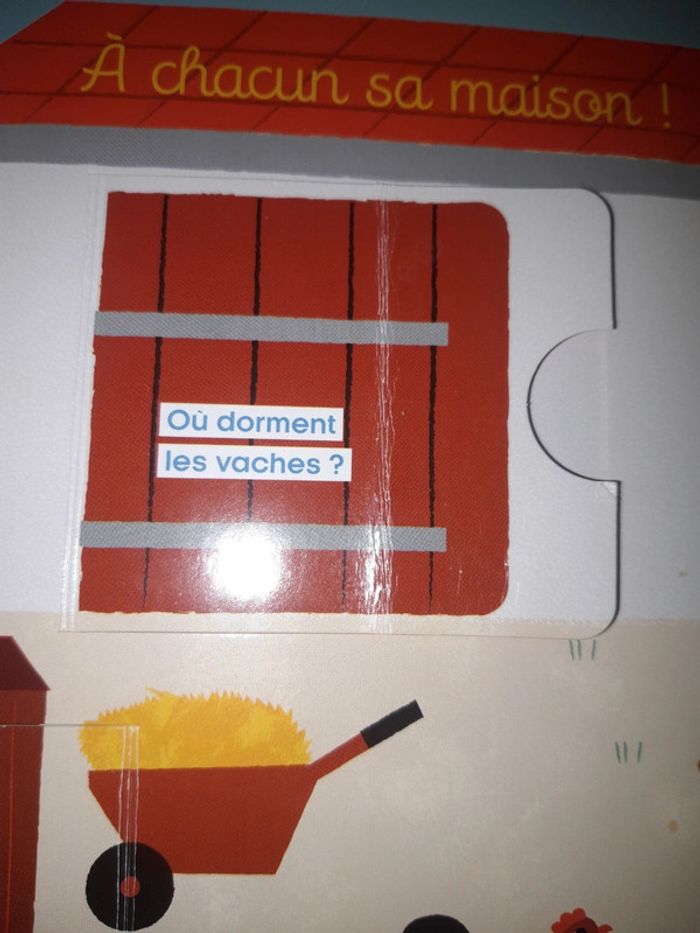 À chacun sa maison !
Où dorment
les vaches ?